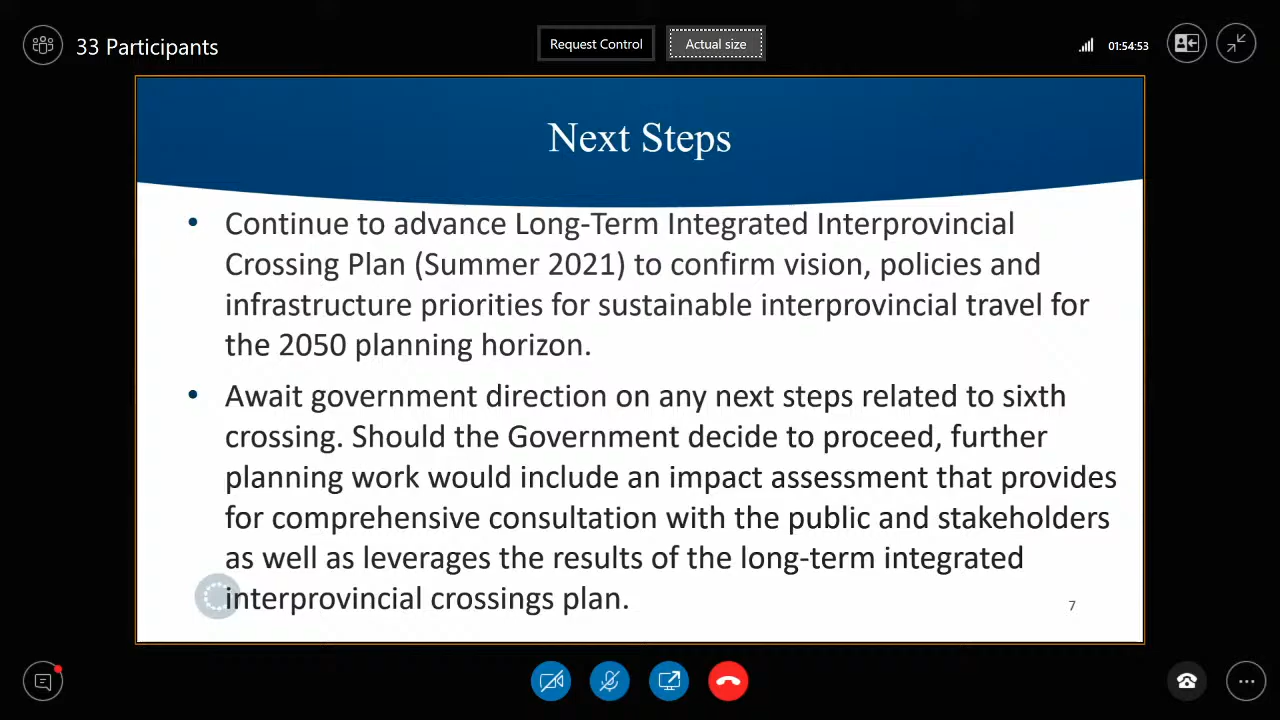 33 Participants
Request Control
Actual size
01:54:53
Next Steps
• Continue to advance Long-Term Integrated Interprovincial
Crossing Plan (Summer 2021) to confirm vision, policies and
infrastructure priorities for sustainable interprovincial travel for
the 2050 planning horizon.
• Await government direction on any next steps related to sixth
crossing. Should the Government decide to proceed, further
planning work would include an impact assessment that provides
for comprehensive consultation with the public and stakeholders
as well as leverages the results of the long-term integrated
interprovincial crossings plan.
7